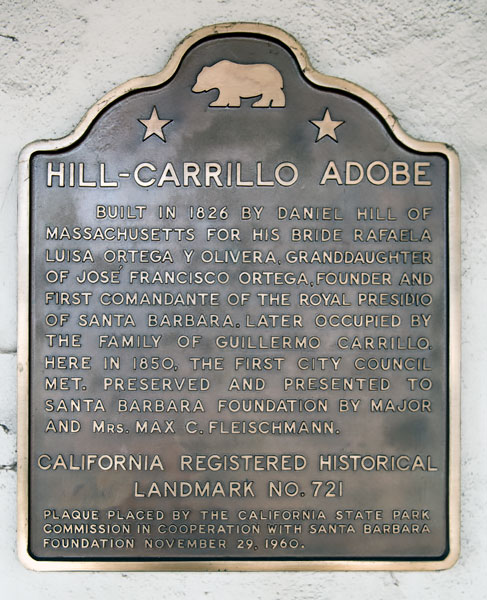 HILL-CARRILLO ADOBE
BUILT IN 1826 BY DANIEL HILL OF
MASSACHUSETTS FOR HIS BRIDE RAFAELA
LUISA ORTEGA Y OLIVERA, GRANDDAUGHTER
OF JOSÉ FRANCISCO ORTEGA, FOUNDER AND
FIRST COMANDANTE OF THE ROYAL PRESIDIO
OF SANTA BARBARA. LATER OCCUPIED BY
THE FAMILY OF GUILLERMO CARRILLO.
HERE IN 1850, THE FIRST CITY COUNCIL
MET. PRESERVED AND PRESENTED TO
SANTA BARBARA FOUNDATION BY MAJOR
AND MRS. MAX C. FLEISCHMANN.
CALIFORNIA REGISTERED HISTORICAL
LANDMARK NO. 721
PLAQUE PLACED BY THE CALIFORNIA STATE PARK
COMMISSION IN COOPERATION WITH SANTA BARBARA
FOUNDATION NOVEMBER 29, 1960.